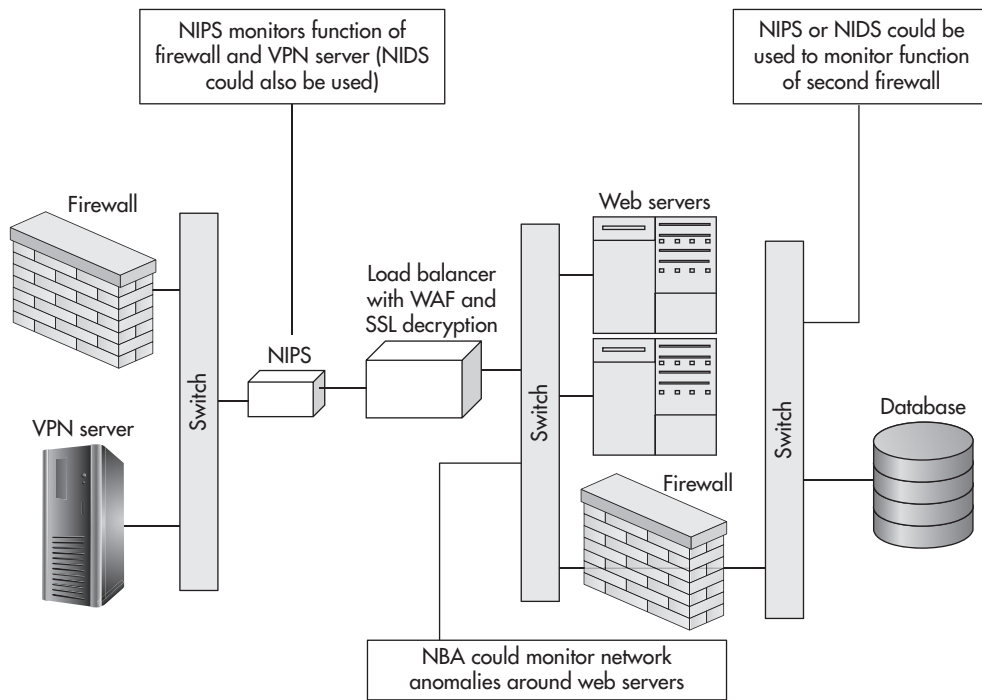 NIPS monitors function of
firewall and VPN server (NIDS
could also be used)
NIPS or NIDS could be
used to monitor function
of second firewall
Firewall
Web servers
Load balancer
with WAF and
SSL decryption
NIPS
Switch
Switch
Switch
VPN server
Database
Firewall
NBA could monitor network
anomalies around web servers